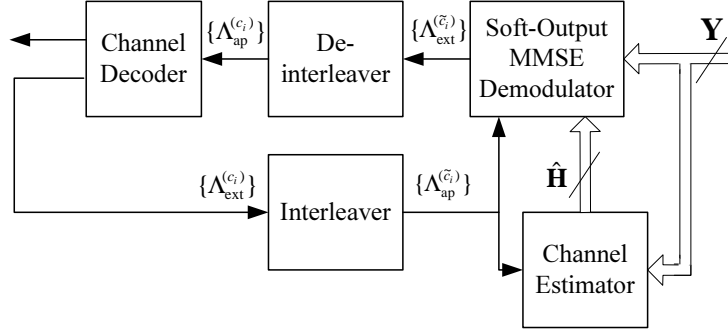 Channel
Decoder
{Λ_ap^(c_i)}
De-
interleaver
{Λ_ext^(c̃_i)}
Soft-Output
MMSE
Demodulator
Y
{Λ_ext^(c_i)}
Interleaver
{Λ_ap^(c̃_i)}
Ĥ
Channel
Estimator